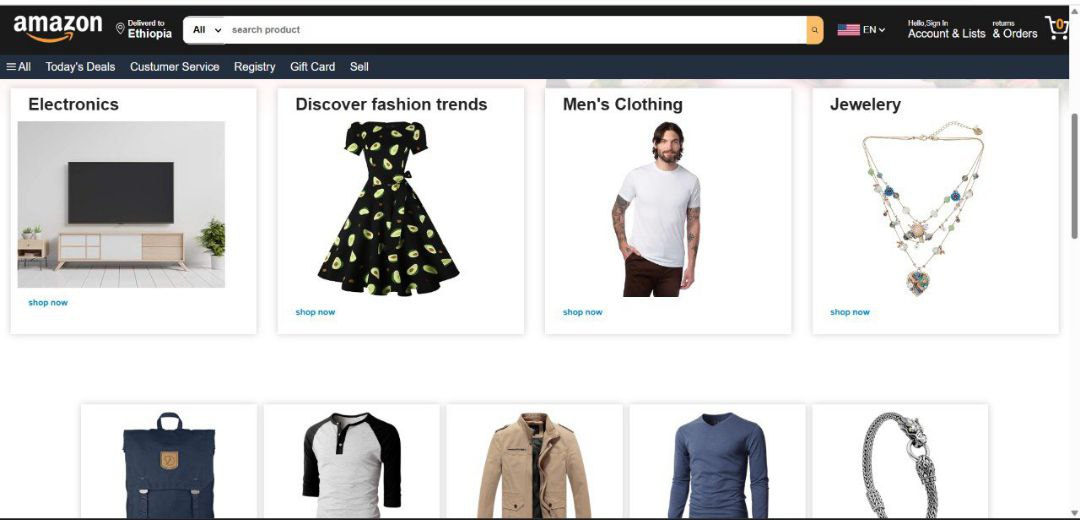 amazon
Deliverd to
Ethiopia
All
search product
EN
Hello,Sign In
Account & Lists
returns
& Orders
0
All
Today's Deals
Custumer Service
Registry
Gift Card
Sell
Electronics
Discover fashion trends
Men's Clothing
Jewelery
shop now
shop now
shop now
shop now